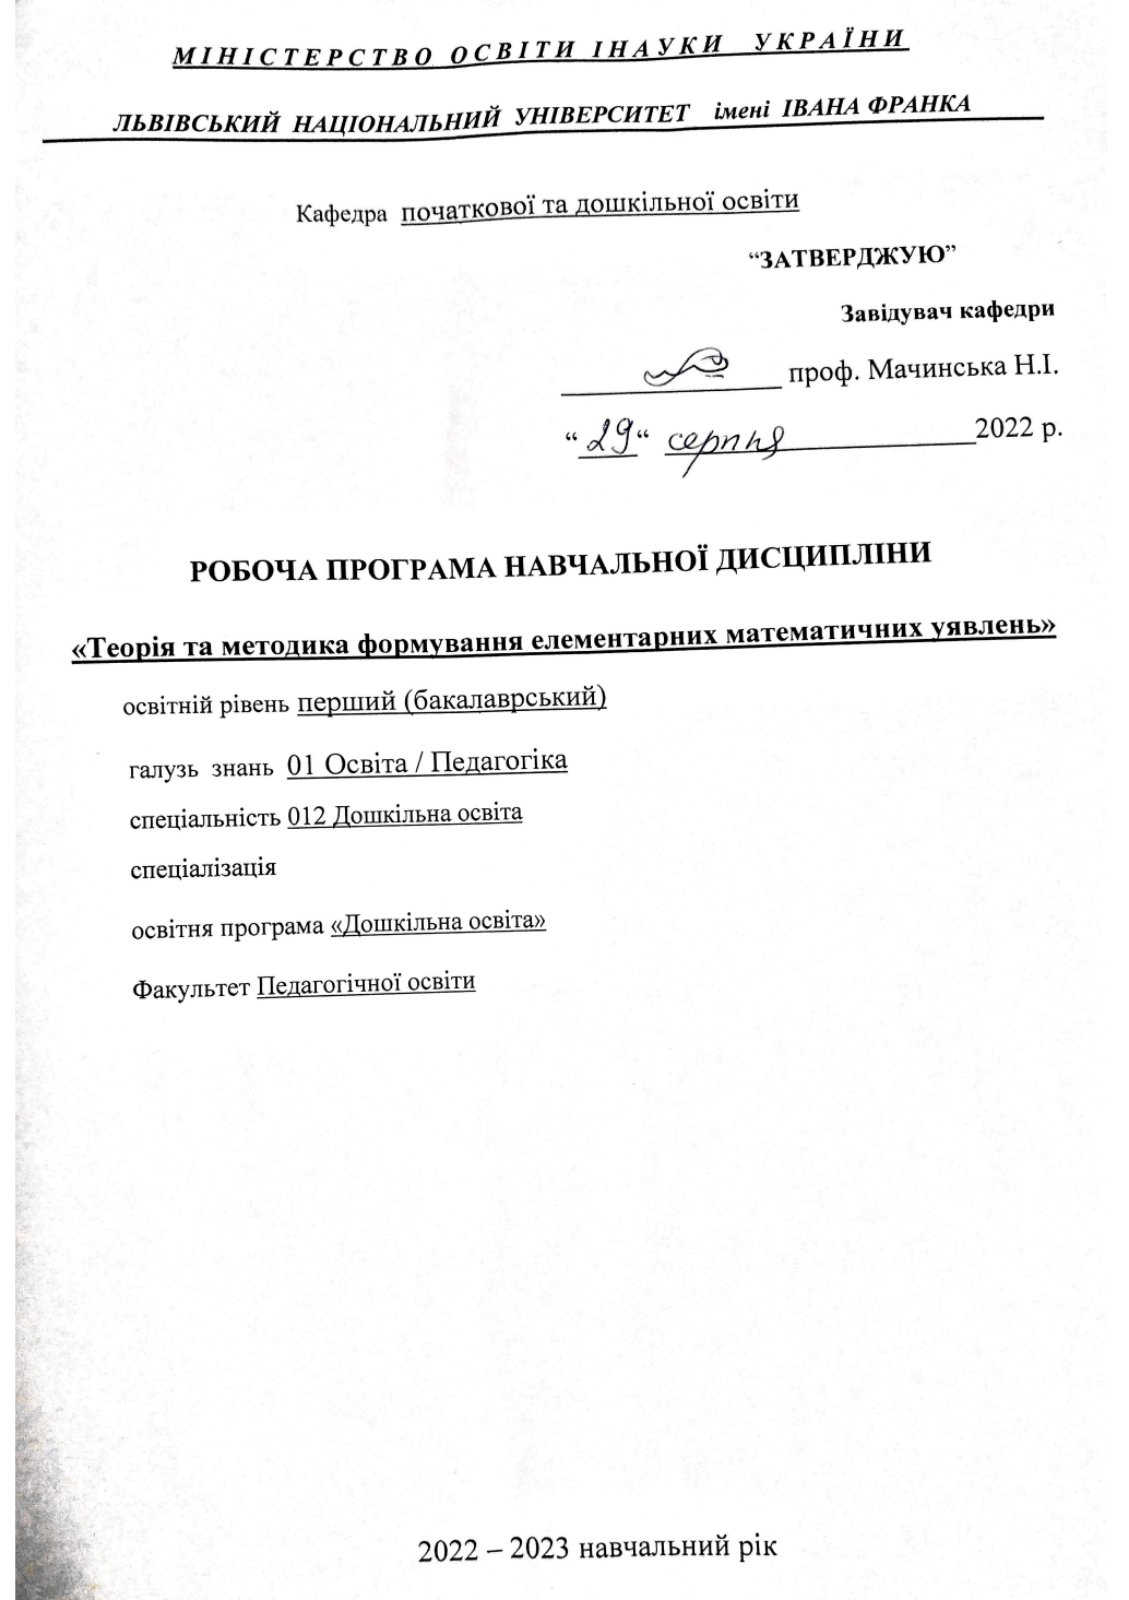 МІНІСТЕРСТВО ОСВІТИ ІНАУКИ УКРАЇНИ
ЛЬВІВСЬКИЙ НАЦІОНАЛЬНИЙ УНІВЕРСИТЕТ імені ІВАНА ФРАНКА
Кафедра початкової та дошкільної освіти
“ЗАТВЕРДЖУЮ”
Завідувач кафедри
проф. Мачинська Н.І.
“29“ серпня 2022 р.
РОБОЧА ПРОГРАМА НАВЧАЛЬНОЇ ДИСЦИПЛІНИ
«Теорія та методика формування елементарних математичних уявлень»
освітній рівень перший (бакалаврський)
галузь знань 01 Освіта / Педагогіка
спеціальність 012 Дошкільна освіта
спеціалізація
освітня програма «Дошкільна освіта»
Факультет Педагогічної освіти
2022 – 2023 навчальний рік